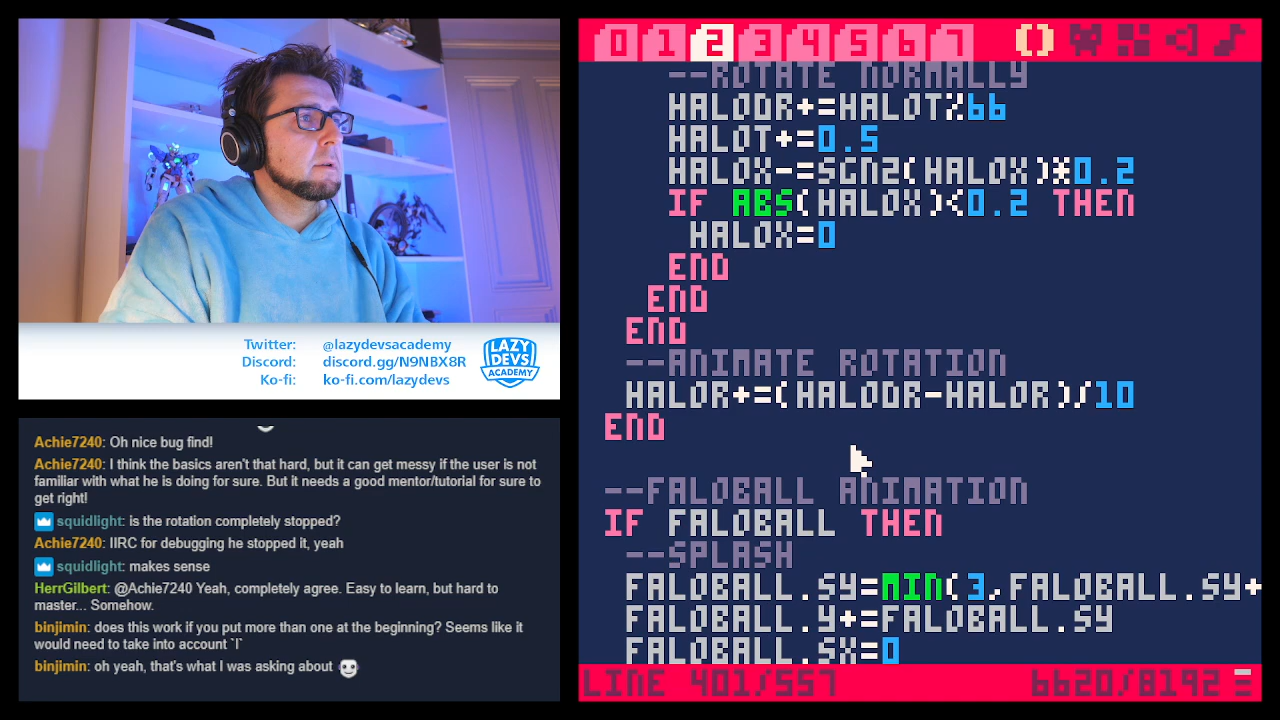 Twitter: @lazydevsacademy
Discord: discord.gg/N9NBX8R
Ko-fi: ko-fi.com/lazydevs
LAZY
DEVS
ACADEMY
Achie7240: Oh nice bug find!
Achie7240: I think the basics aren't that hard, but it can get messy if the user is not
familiar with what he is doing for sure. But it needs a good mentor/tutorial for sure to
get right!
squidlight: is the rotation completely stopped?
Achie7240: IIRC for debugging he stopped it, yeah
squidlight: makes sense
HerrGilbert: @Achie7240 Yeah, completely agree. Easy to learn, but hard to
master... Somehow.
binjimin: does this work if you put more than one at the beginning? Seems like it
would need to take into account `l`
binjimin: oh yeah, that's what I was asking about
0 1 2 3 4 5 6 7 ()
--ROTATE NORMALLY
HALODR+=HALOT%66
HALOT+=0.5
HALOX-=SGNZ(HALOX)*0.2
IF ABS(HALOX)<0.2 THEN
HALOX=0
END
END
END
--ANIMATE ROTATION
HALOR+=(HALODR-HALOR)/10
END
--FALOBALL ANIMATION
IF FALOBALL THEN
--SPLASH
FALOBALL.SY=MIN(3,FALOBALL.SY+
FALOBALL.Y+=FALOBALL.SY
FALOBALL.SX=0
LINE 401/557 6620/8192